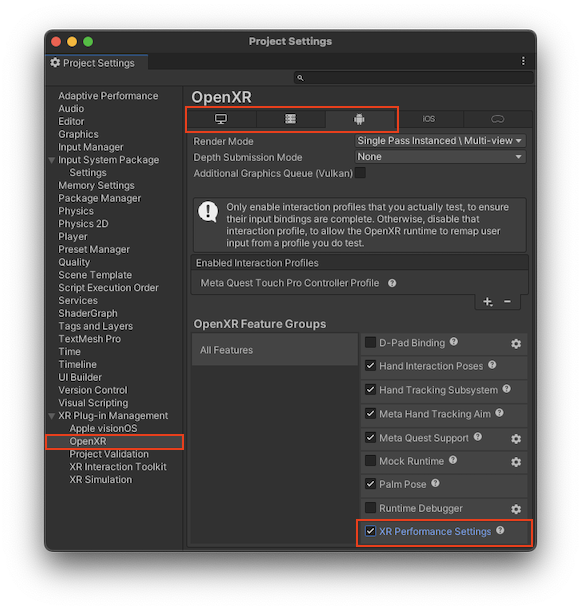 Project Settings
Project Settings
OpenXR
iOS
Adaptive Performance
Audio
Editor
Graphics
Input Manager
Input System Package
Settings
Memory Settings
Package Manager
Physics
Physics 2D
Player
Preset Manager
Quality
Scene Template
Script Execution Order
Services
ShaderGraph
Tags and Layers
TextMesh Pro
Time
Timeline
UI Builder
Version Control
Visual Scripting
XR Plug-in Management
Apple visionOS
OpenXR
Project Validation
XR Interaction Toolkit
XR Simulation
Render Mode Single Pass Instanced \ Multi-view
Depth Submission Mode None
Additional Graphics Queue (Vulkan)
Only enable interaction profiles that you actually test, to ensure
their input bindings are complete. Otherwise, disable that
interaction profile, to allow the OpenXR runtime to remap user
input from a profile you do test.
Enabled Interaction Profiles
Meta Quest Touch Pro Controller Profile
OpenXR Feature Groups
All Features
D-Pad Binding
Hand Interaction Poses
Hand Tracking Subsystem
Meta Hand Tracking Aim
Meta Quest Support
Mock Runtime
Palm Pose
Runtime Debugger
XR Performance Settings